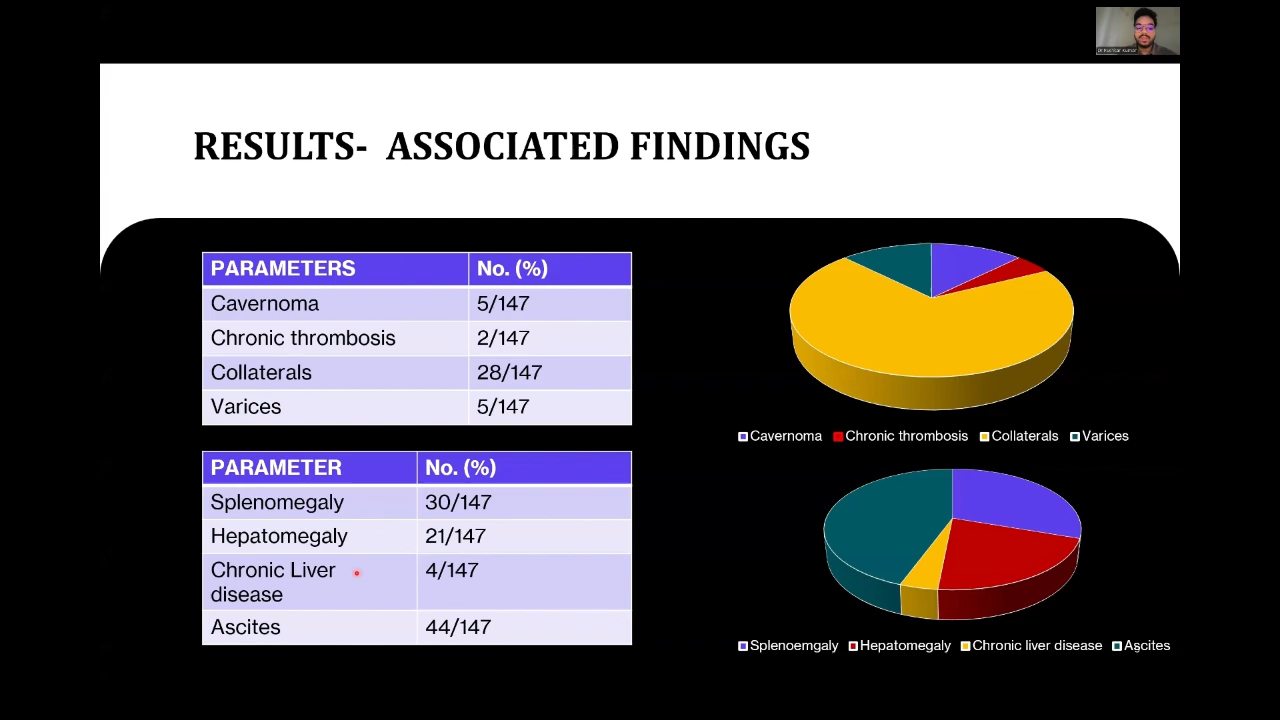 RESULTS- ASSOCIATED FINDINGS
PARAMETERS No. (%)
Cavernoma 5/147
Chronic thrombosis 2/147
Collaterals 28/147
Varices 5/147
Cavernoma Chronic thrombosis Collaterals Varices
PARAMETER No. (%)
Splenomegaly 30/147
Hepatomegaly 21/147
Chronic Liver
disease 4/147
Ascites 44/147
Splenoemgaly Hepatomegaly Chronic liver disease Ascites